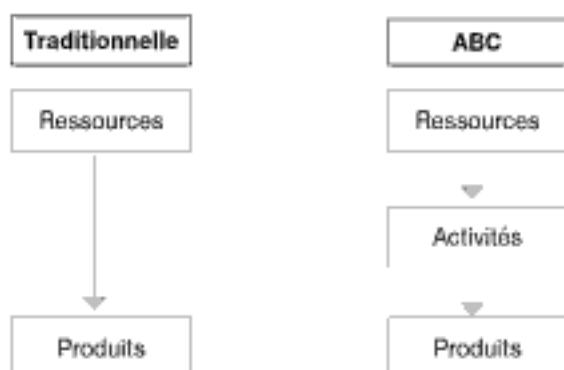 Traditionnelle
ABC
Ressources
Ressources
Activités
Produits
Produits